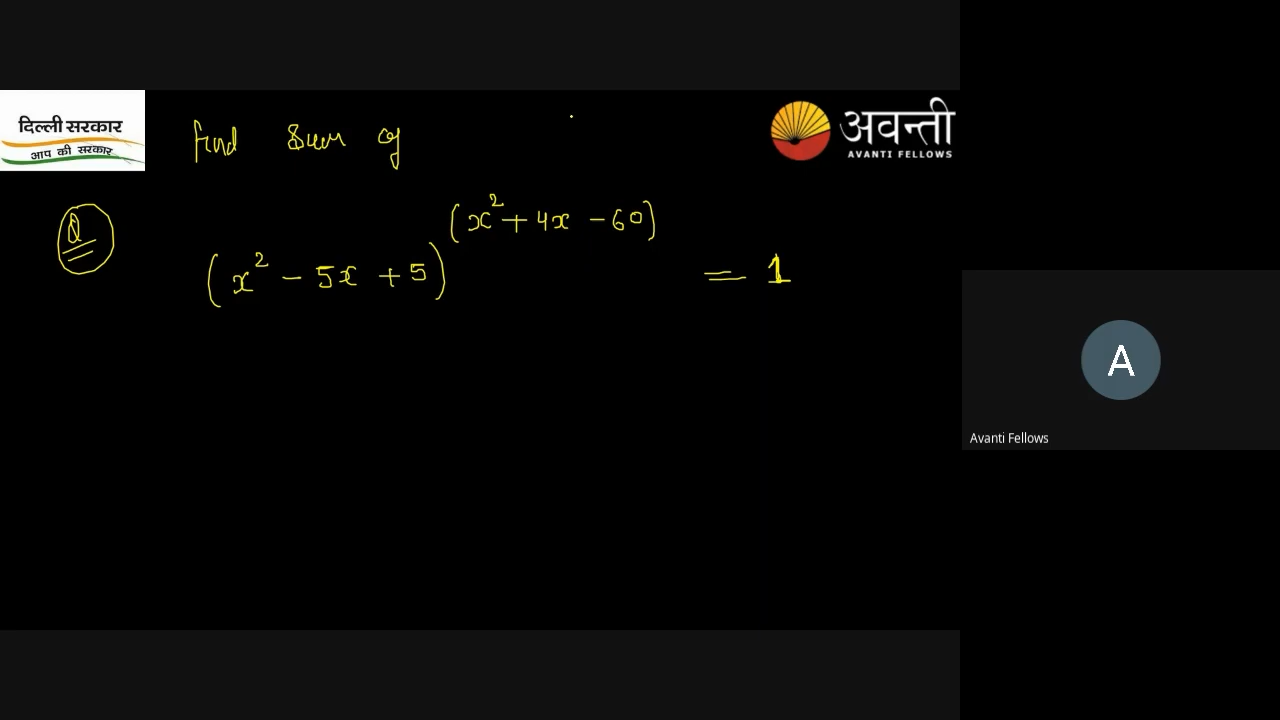 दिल्ली सरकार
आप की सरकार
find Sum of
अवन्ती
AVANTI FELLOWS
Q
(x² - 5x + 5)^(x² + 4x - 60) = 1
A
Avanti Fellows